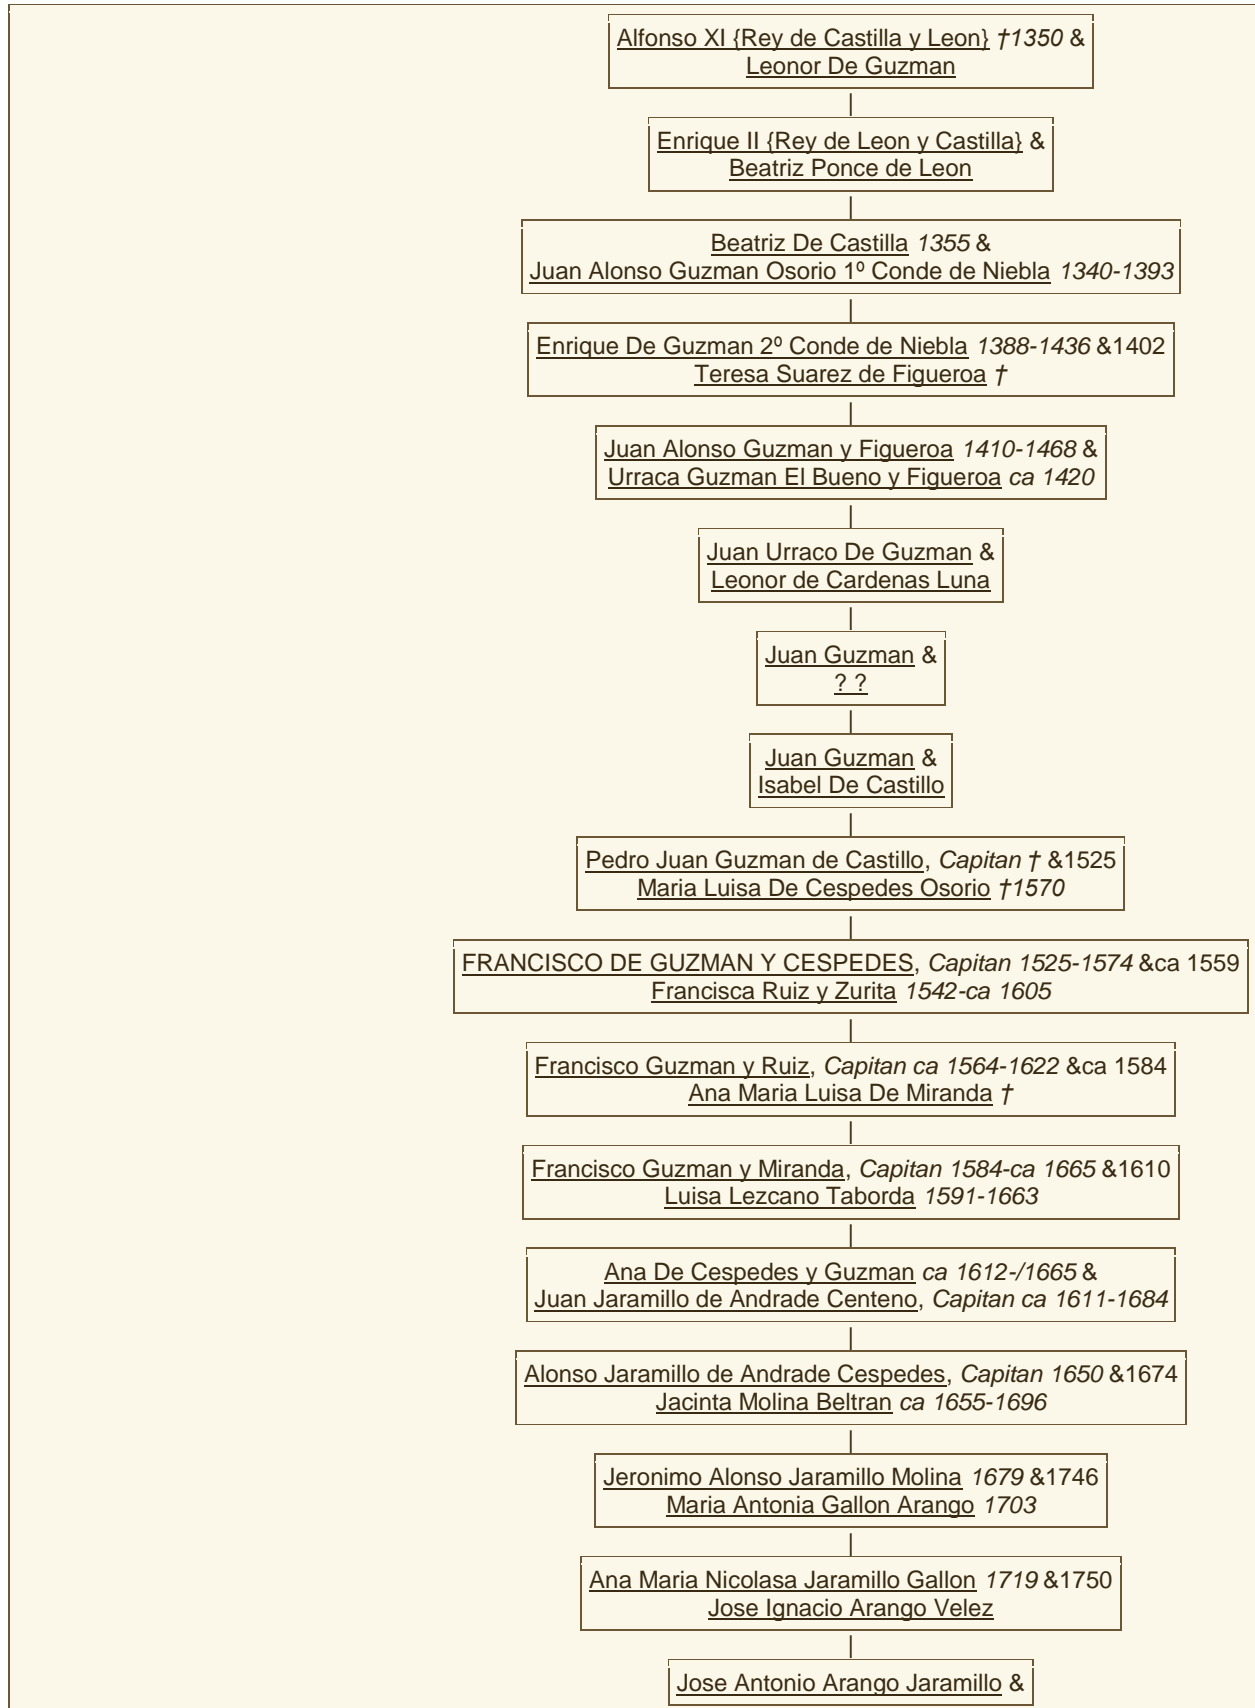 Alfonso XI {Rey de Castilla y Leon} †1350 &
Leonor De Guzman
Enrique II {Rey de Leon y Castilla} &
Beatriz Ponce de Leon
Beatriz De Castilla 1355 &
Juan Alonso Guzman Osorio 1º Conde de Niebla 1340-1393
Enrique De Guzman 2º Conde de Niebla 1388-1436 &1402
Teresa Suarez de Figueroa †
Juan Alonso Guzman y Figueroa 1410-1468 &
Urraca Guzman El Bueno y Figueroa ca 1420
Juan Urraco De Guzman &
Leonor de Cardenas Luna
Juan Guzman &
? ?
Juan Guzman &
Isabel De Castillo
Pedro Juan Guzman de Castillo, Capitan † &1525
Maria Luisa De Cespedes Osorio †1570
FRANCISCO DE GUZMAN Y CESPEDES, Capitan 1525-1574 &ca 1559
Francisca Ruiz y Zurita 1542-ca 1605
Francisco Guzman y Ruiz, Capitan ca 1564-1622 &ca 1584
Ana Maria Luisa De Miranda †
Francisco Guzman y Miranda, Capitan 1584-ca 1665 &1610
Luisa Lezcano Taborda 1591-1663
Ana De Cespedes y Guzman ca 1612-/1665 &
Juan Jaramillo de Andrade Centeno, Capitan ca 1611-1684
Alonso Jaramillo de Andrade Cespedes, Capitan 1650 &1674
Jacinta Molina Beltran ca 1655-1696
Jeronimo Alonso Jaramillo Molina 1679 &1746
Maria Antonia Gallon Arango 1703
Ana Maria Nicolasa Jaramillo Gallon 1719 &1750
Jose Ignacio Arango Velez
Jose Antonio Arango Jaramillo &